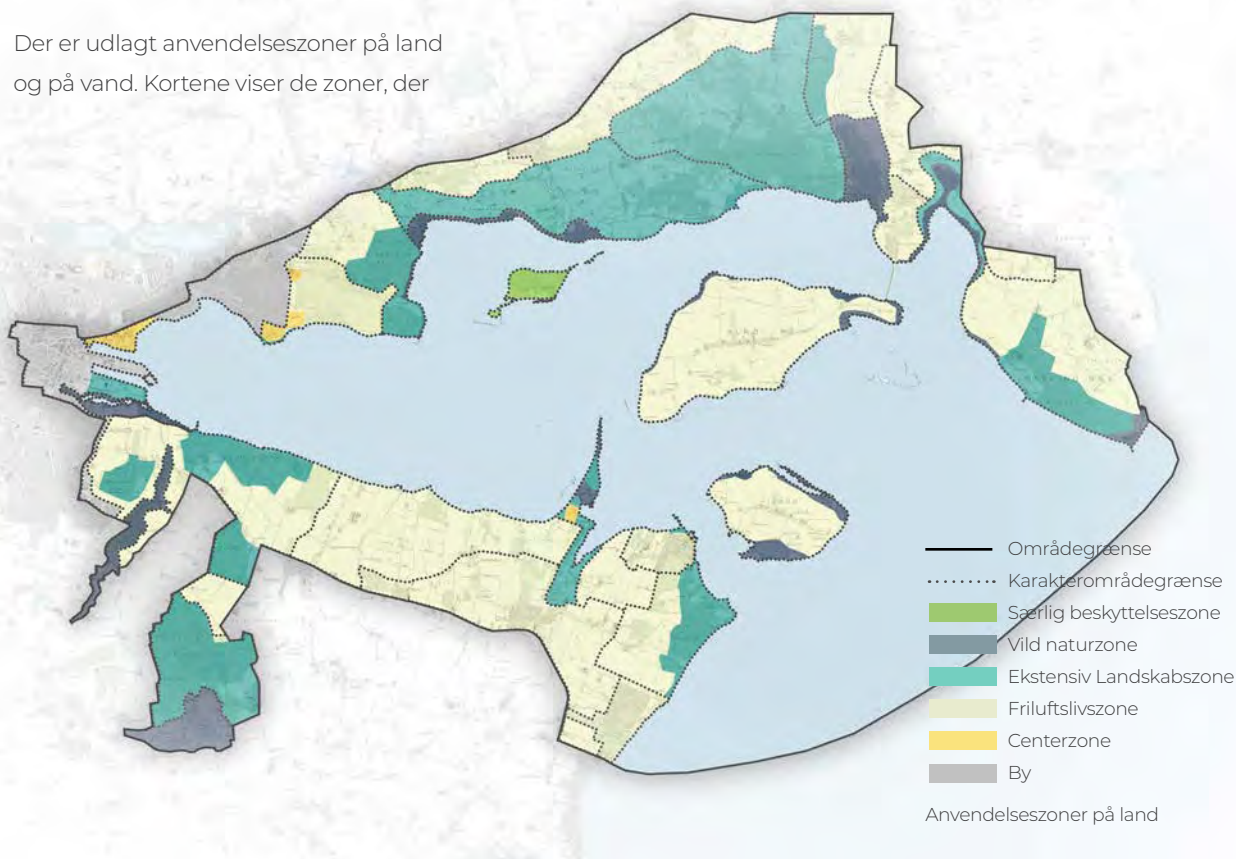 Der er udlagt anvendelseszoner på land
og på vand. Kortene viser de zoner, der
Områdegrænse
Karakterområdegrænse
Særlig beskyttelseszone
Vild naturzone
Ekstensiv Landskabszone
Friluftslivszone
Centerzone
By
Anvendelseszoner på land